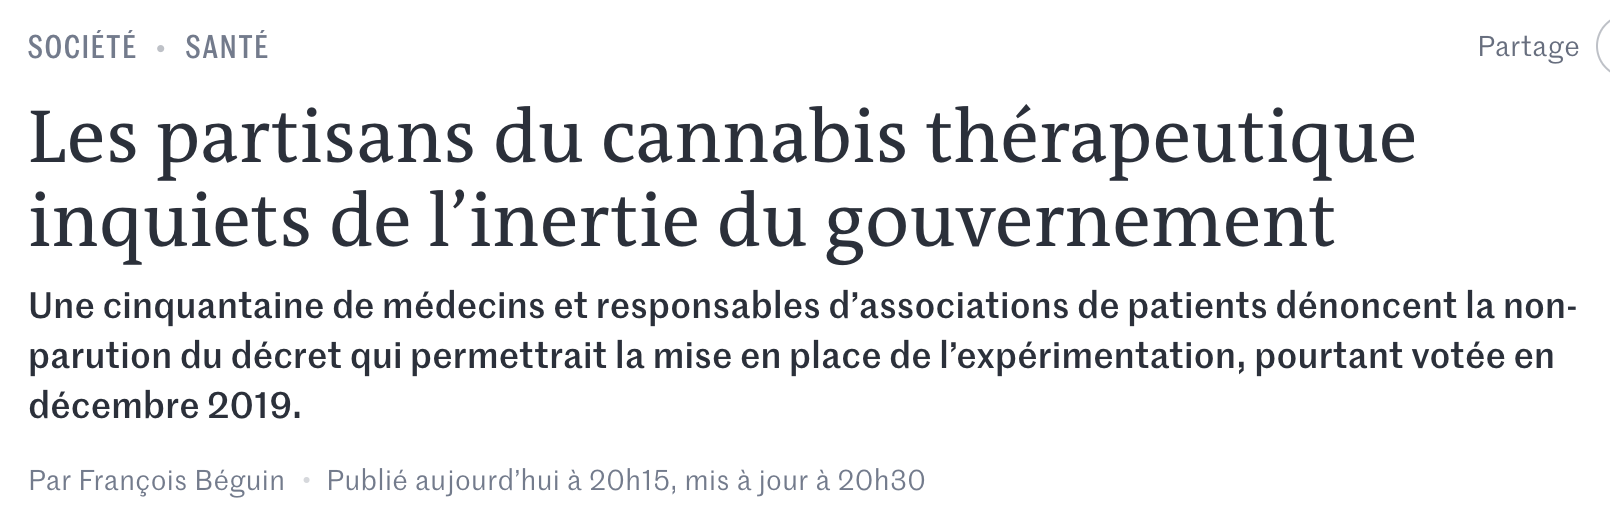 SOCIÉTÉ • SANTÉ
Partage
Les partisans du cannabis thérapeutique
inquiets de l’inertie du gouvernement
Une cinquantaine de médecins et responsables d’associations de patients dénoncent la non-
parution du décret qui permettrait la mise en place de l’expérimentation, pourtant votée en
décembre 2019.
Par François Béguin • Publié aujourd’hui à 20h15, mis à jour à 20h30